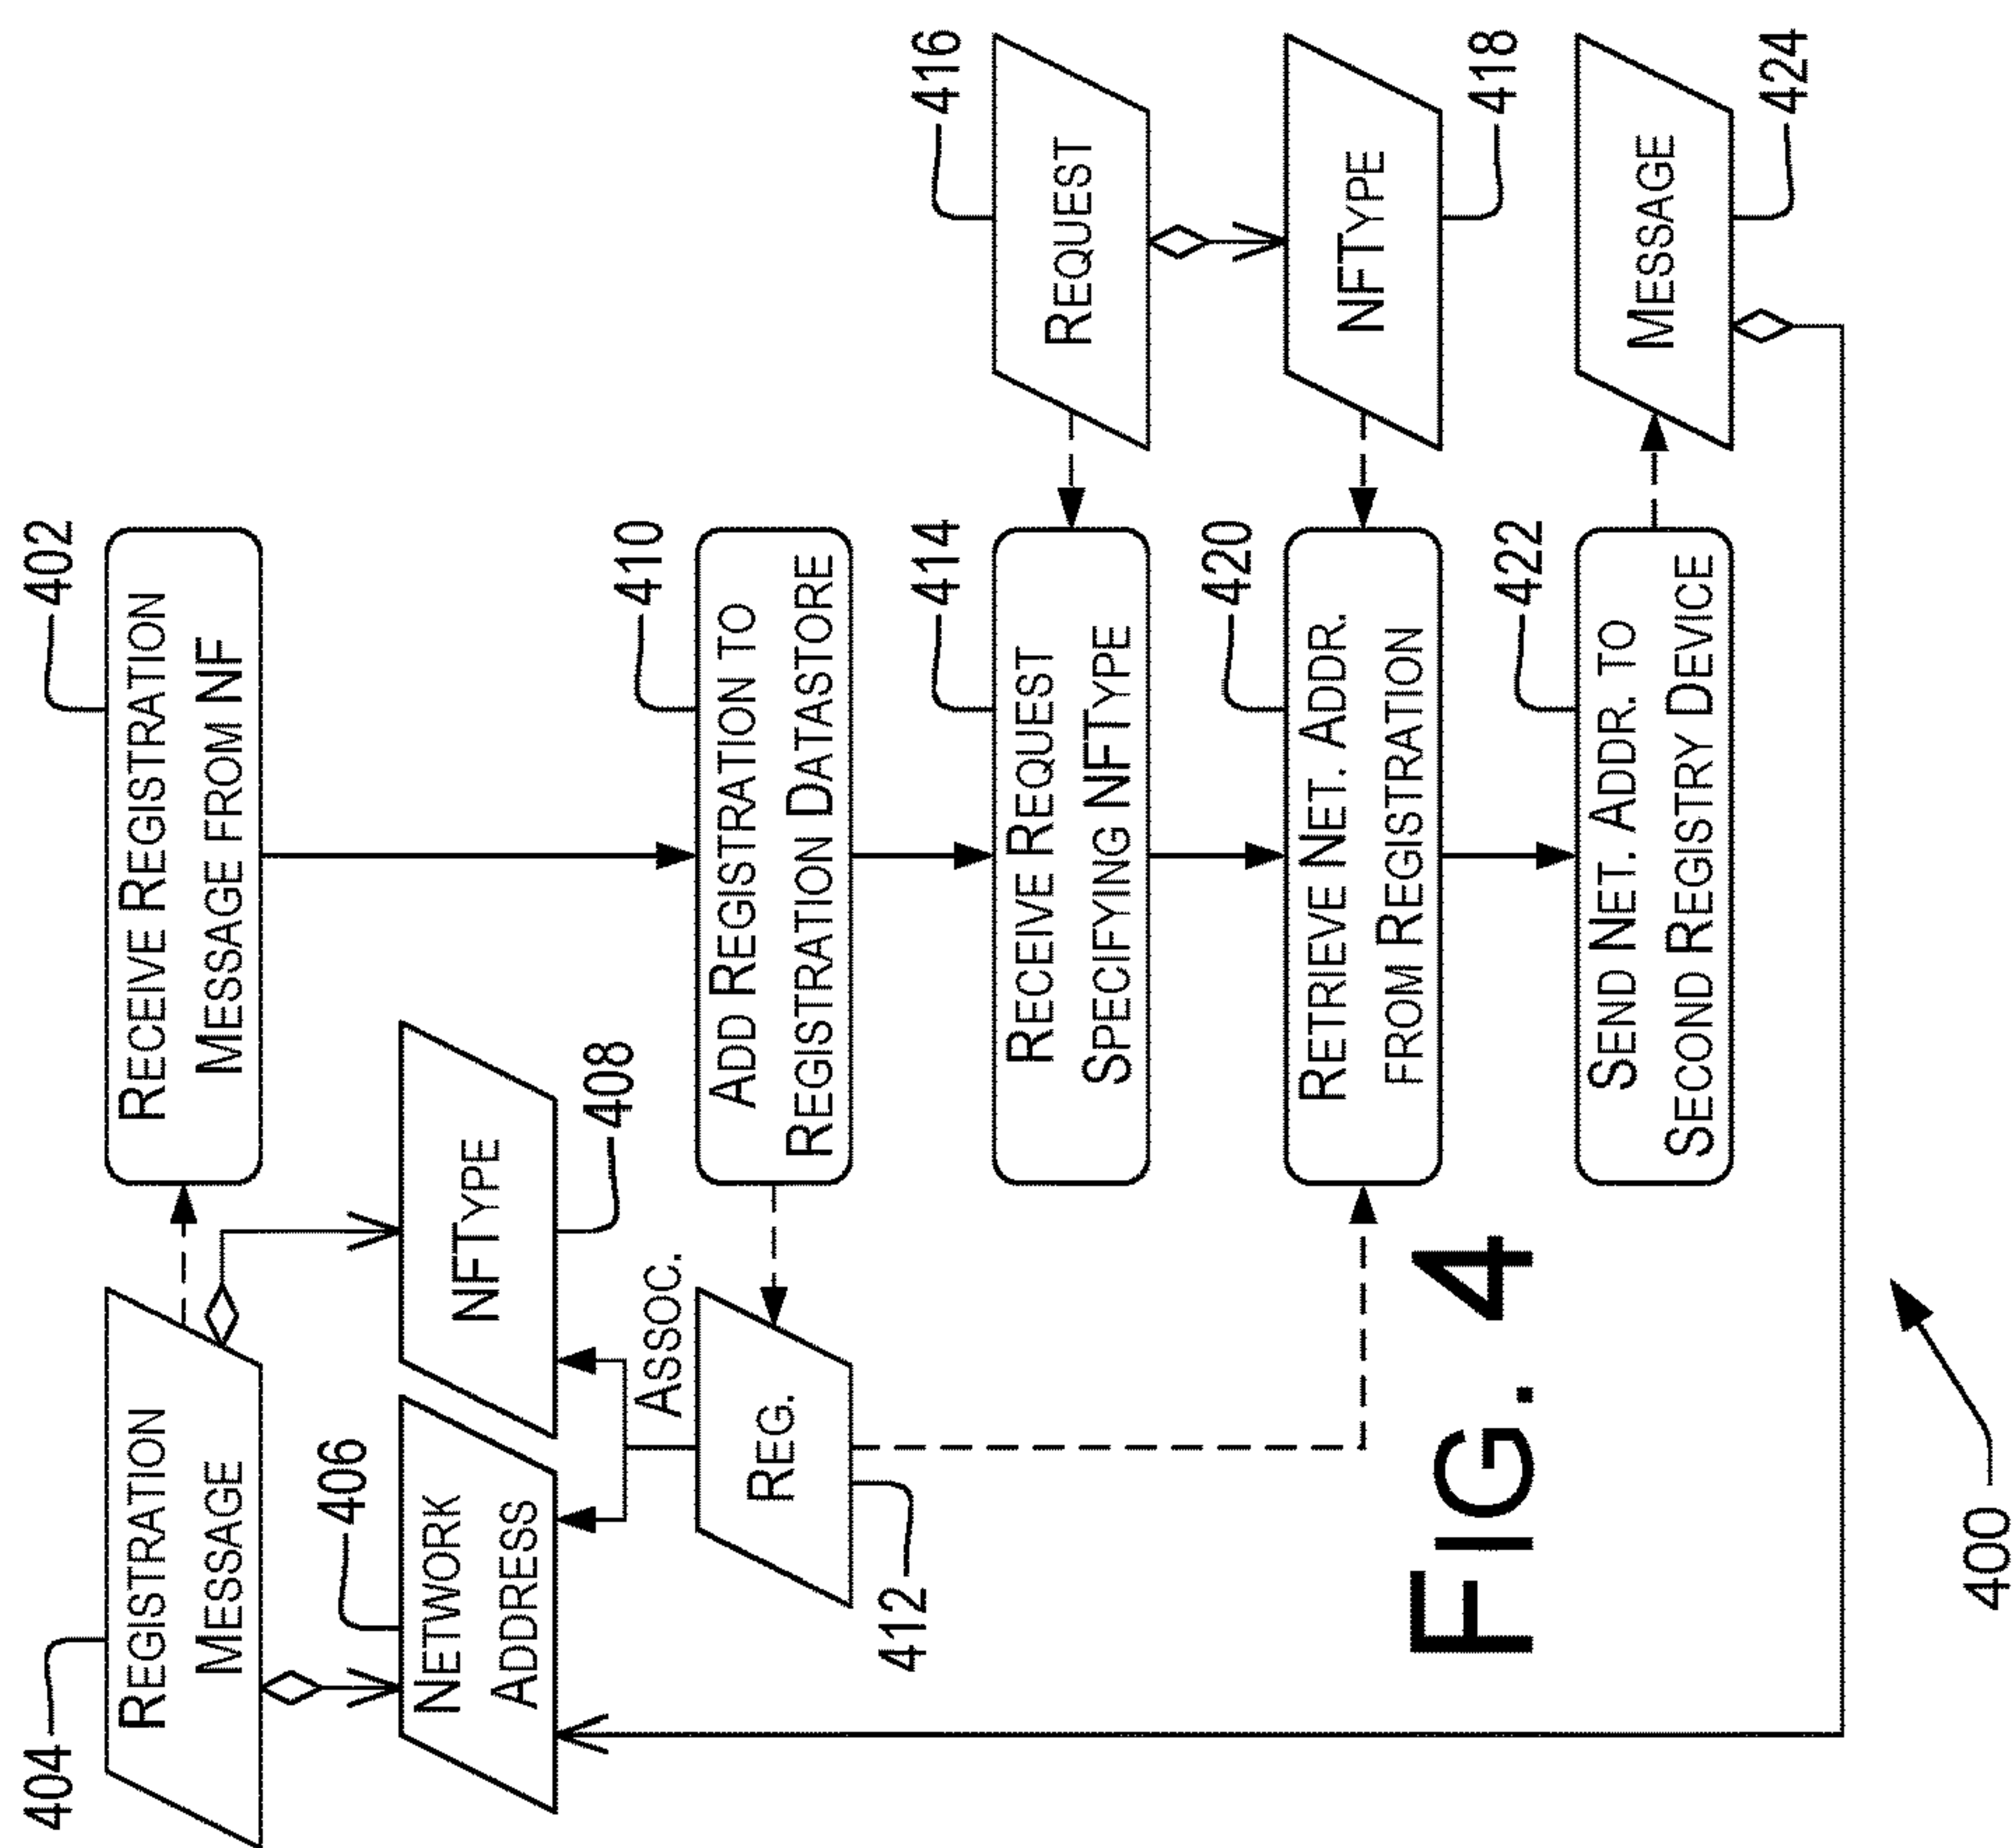 402
RECEIVE REGISTRATION
MESSAGE FROM NF
404
REGISTRATION
MESSAGE
406
NETWORK
ADDRESS
NFTYPE
408
410
ADD REGISTRATION TO
REGISTRATION DATASTORE
ASSOC.
REG.
412
414
RECEIVE REQUEST
SPECIFYING NFTYPE
416
REQUEST
420
RETRIEVE NET. ADDR.
FROM REGISTRATION
NFTYPE
418
422
SEND NET. ADDR. TO
SECOND REGISTRY DEVICE
MESSAGE
424
FIG. 4
400